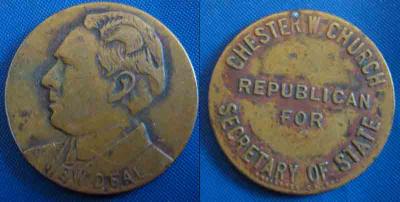 NEW DEAL
CHESTER W. CHURCH
REPUBLICAN
FOR
SECRETARY OF STATE